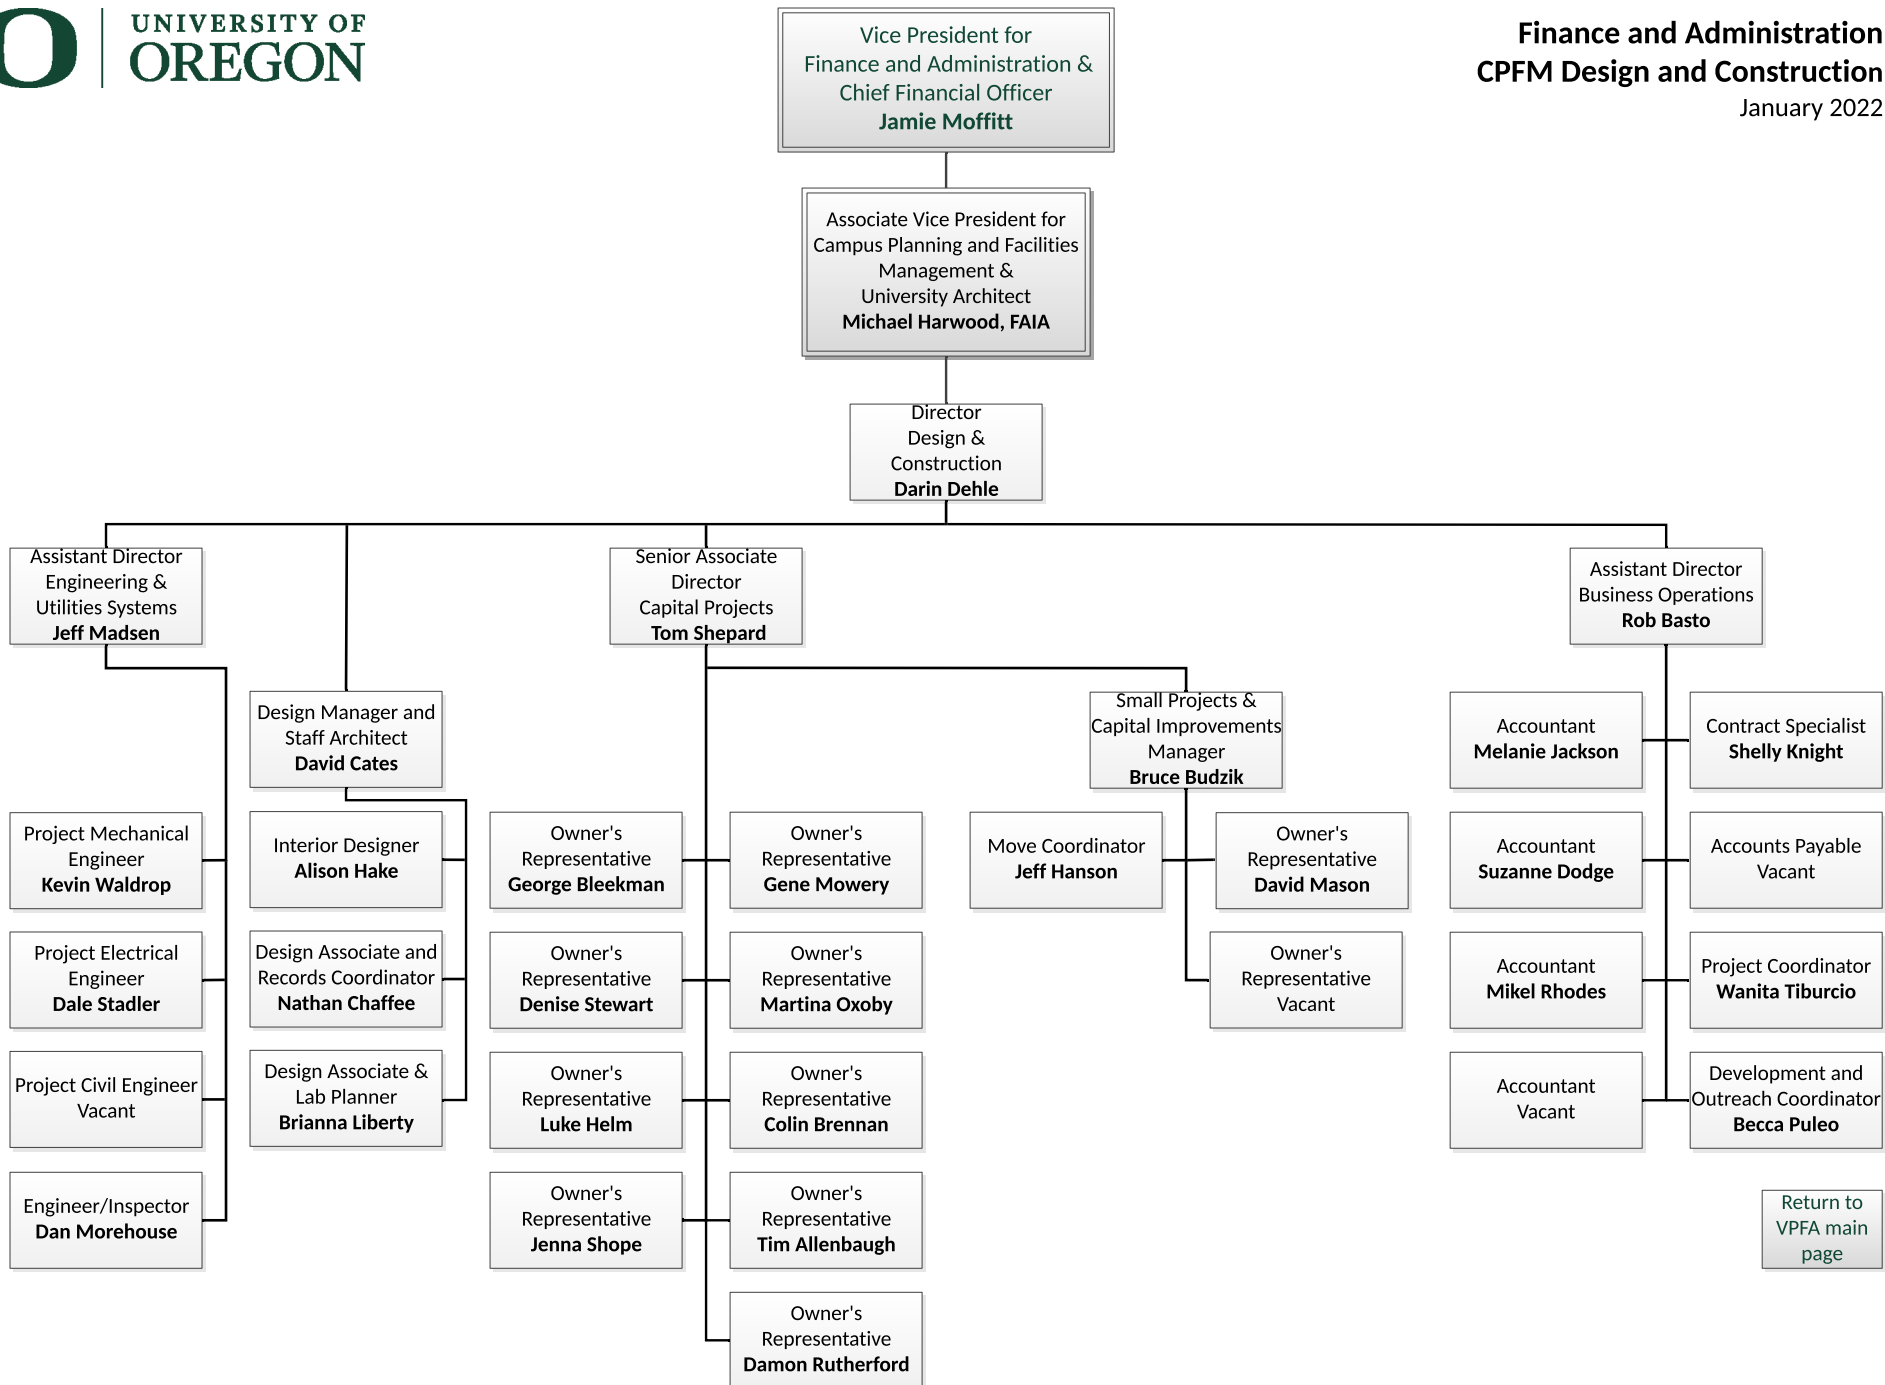 UNIVERSITY OF
OREGON
Finance and Administration
CPFM Design and Construction
January 2022
Vice President for
Finance and Administration &
Chief Financial Officer
Jamie Moffitt
Associate Vice President for
Campus Planning and Facilities
Management &
University Architect
Michael Harwood, FAIA
Director
Design &
Construction
Darin Dehle
Assistant Director
Engineering &
Utilities Systems
Jeff Madsen
Project Mechanical
Engineer
Kevin Waldrop
Project Electrical
Engineer
Dale Stadler
Project Civil Engineer
Vacant
Engineer/Inspector
Dan Morehouse
Design Manager and
Staff Architect
David Cates
Interior Designer
Alison Hake
Design Associate and
Records Coordinator
Nathan Chaffee
Design Associate &
Lab Planner
Brianna Liberty
Senior Associate
Director
Capital Projects
Tom Shepard
Owner's
Representative
George Bleekman
Owner's
Representative
Gene Mowery
Owner's
Representative
Denise Stewart
Owner's
Representative
Martina Oxoby
Owner's
Representative
Luke Helm
Owner's
Representative
Colin Brennan
Owner's
Representative
Jenna Shope
Owner's
Representative
Tim Allenbaugh
Owner's
Representative
Damon Rutherford
Small Projects &
Capital Improvements
Manager
Bruce Budzik
Move Coordinator
Jeff Hanson
Owner's
Representative
David Mason
Owner's
Representative
Vacant
Assistant Director
Business Operations
Rob Basto
Accountant
Melanie Jackson
Contract Specialist
Shelly Knight
Accountant
Suzanne Dodge
Accounts Payable
Vacant
Accountant
Mikel Rhodes
Project Coordinator
Wanita Tiburcio
Accountant
Vacant
Development and
Outreach Coordinator
Becca Puleo
Return to
VPFA main
page